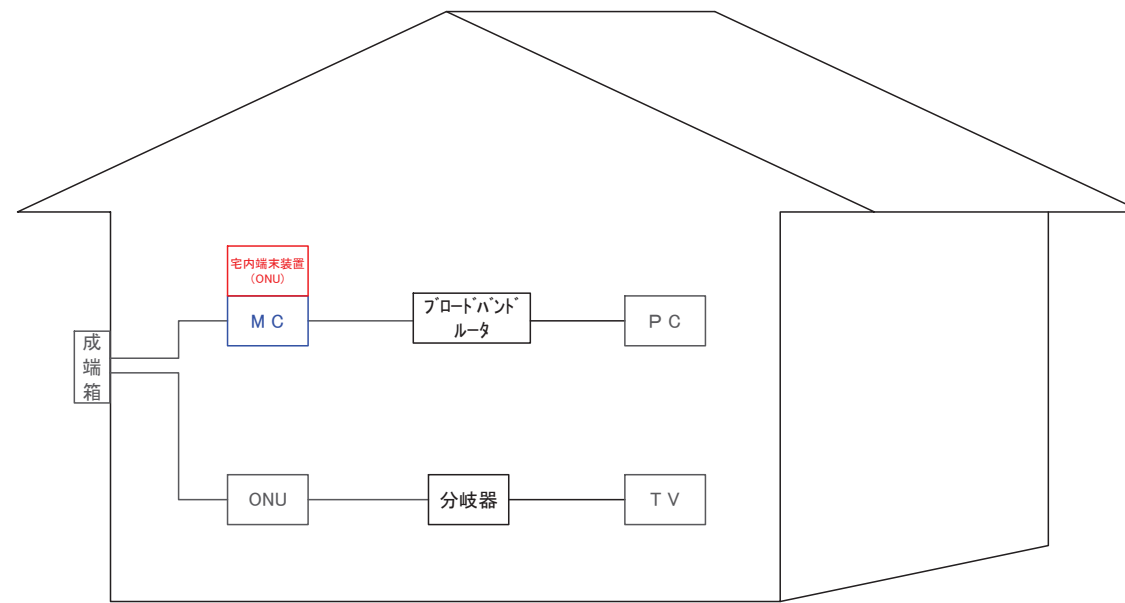 宅内端末装置
（ONU）
ＭＣ
ﾌﾞﾛｰﾄﾞﾊﾞﾝﾄﾞ
ﾙｰﾀ
ＰＣ
成
端
箱
ONU
分岐器
ＴＶ